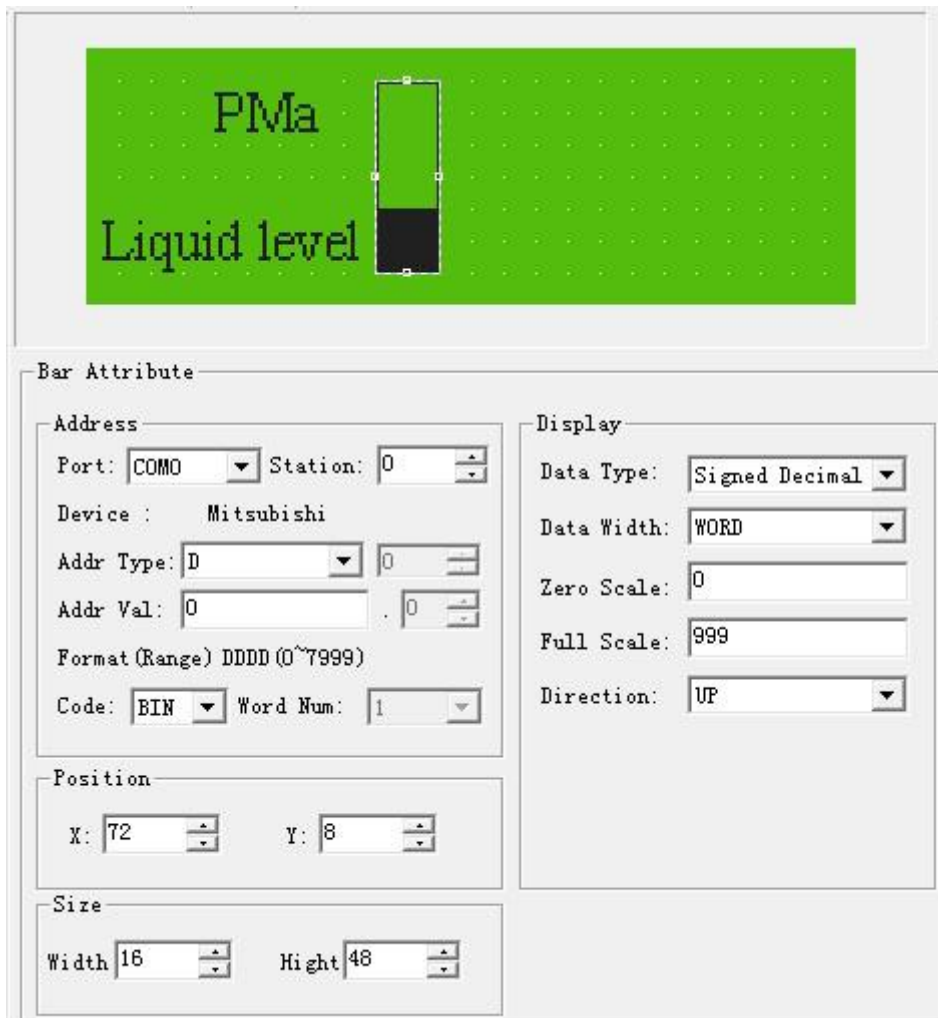 PMa
Liquid level
Bar Attribute
Address
Port: COM0 Station: 0
Device : Mitsubishi
Addr Type: D 0
Addr Val: 0 . 0
Format(Range) DDDD(0~7999)
Code: BIN Word Num: 1
Position
X: 72 Y: 8
Size
Width 16 Hight 48
Display
Data Type: Signed Decimal
Data Width: WORD
Zero Scale: 0
Full Scale: 999
Direction: UP